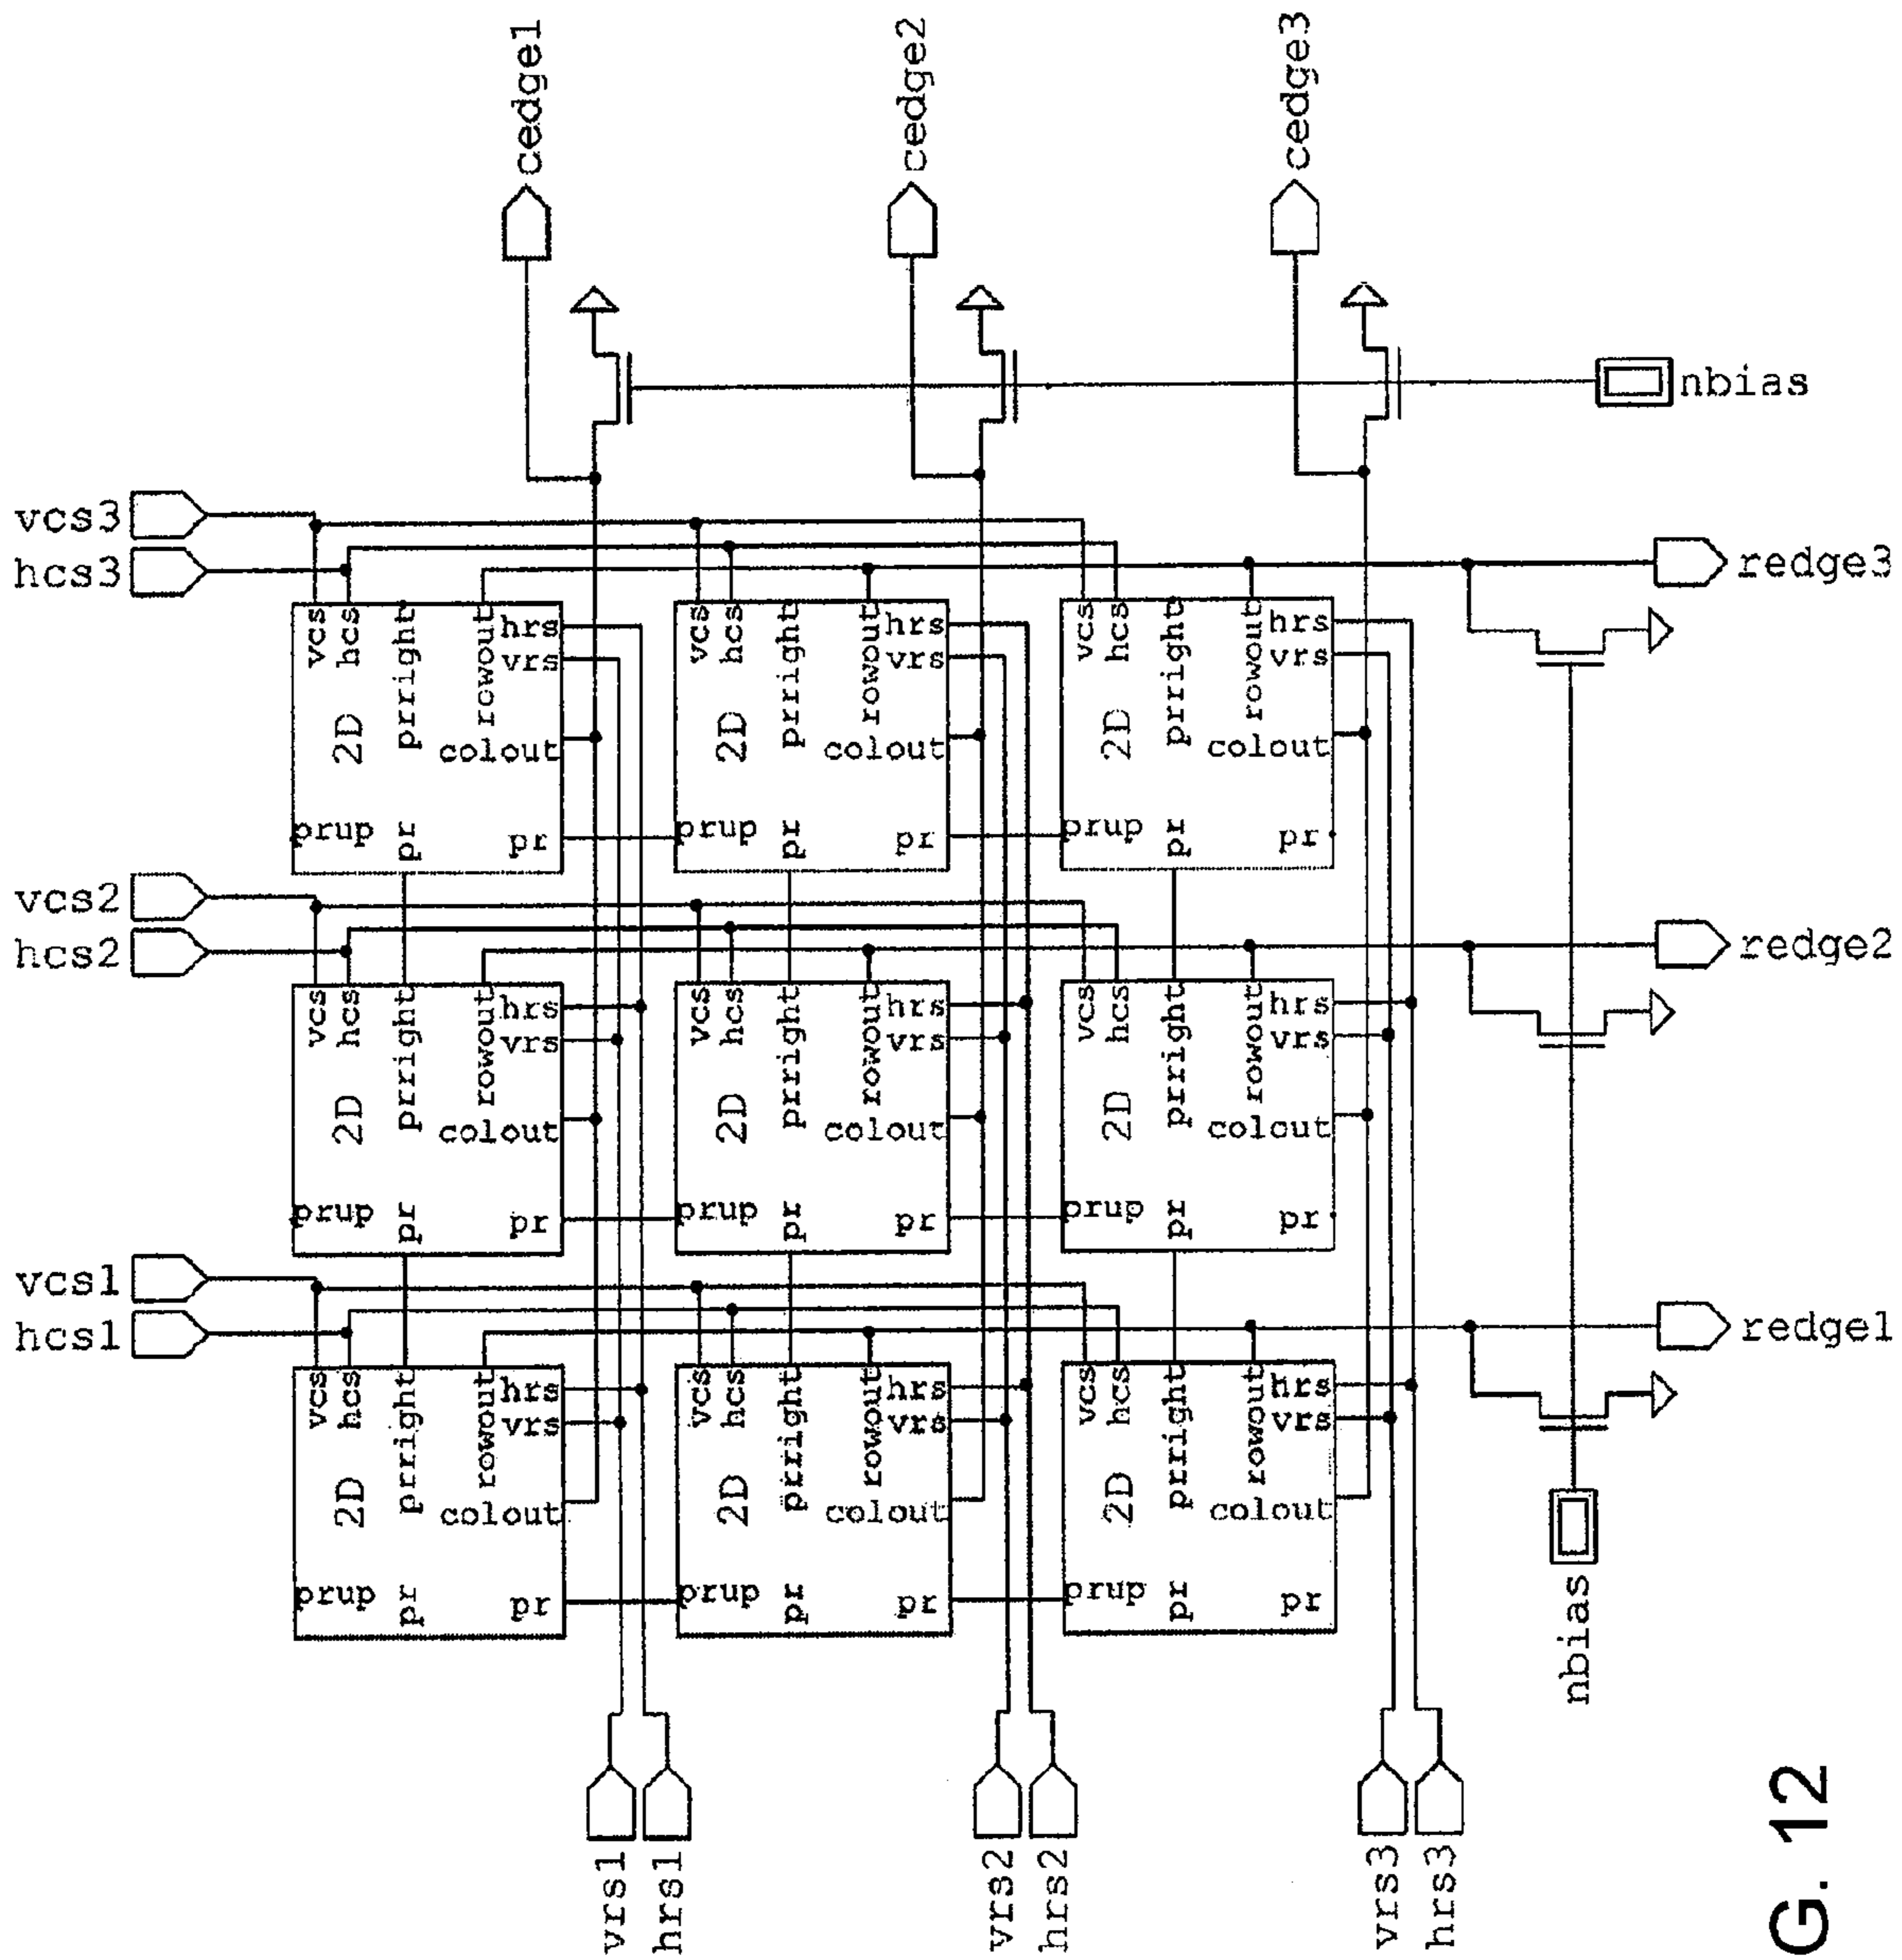 cedge1
cedge2
cedge3
vcs3
hcs3
vcs hcs prright rowout hrs
vrs
2D
colout
prup pr pr
vcs hcs prright rowout hrs
vrs
2D
colout
prup pr pr
vcs hcs prright rowout hrs
vrs
2D
colout
prup pr pr
nbias
redge3
vcs2
hcs2
vcs hcs prright rowout hrs
vrs
2D
colout
prup pr pr
vcs hcs prright rowout hrs
vrs
2D
colout
prup pr pr
vcs hcs prright rowout hrs
vrs
2D
colout
prup pr pr
redge2
vcs1
hcs1
vcs hcs prright rowout hrs
vrs
2D
colout
prup pr pr
vcs hcs prright rowout hrs
vrs
2D
colout
prup pr pr
vcs hcs prright rowout hrs
vrs
2D
colout
prup pr pr
redge1
nbias
vrs1
hrs1
vrs2
hrs2
vrs3
hrs3
G. 12